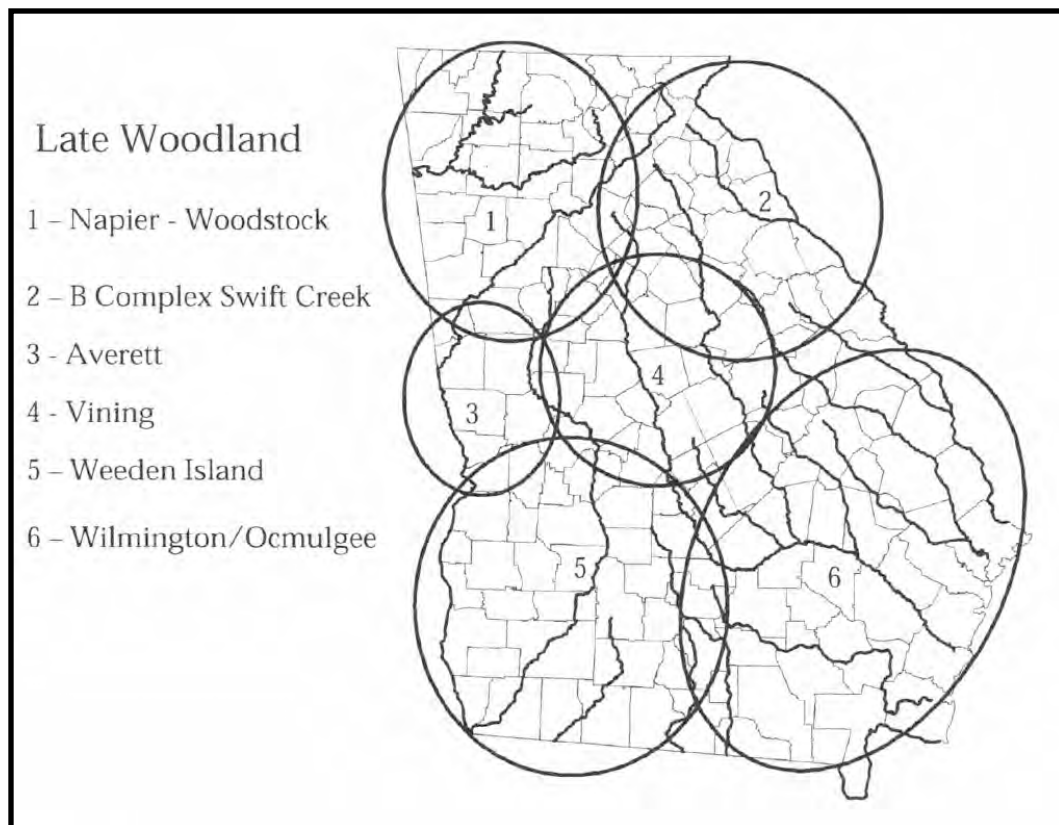 Late Woodland
1 – Napier - Woodstock
2 – B Complex Swift Creek
3 - Averett
4 - Vining
5 – Weeden Island
6 – Wilmington/Ocmulgee
1
2
3
4
5
6